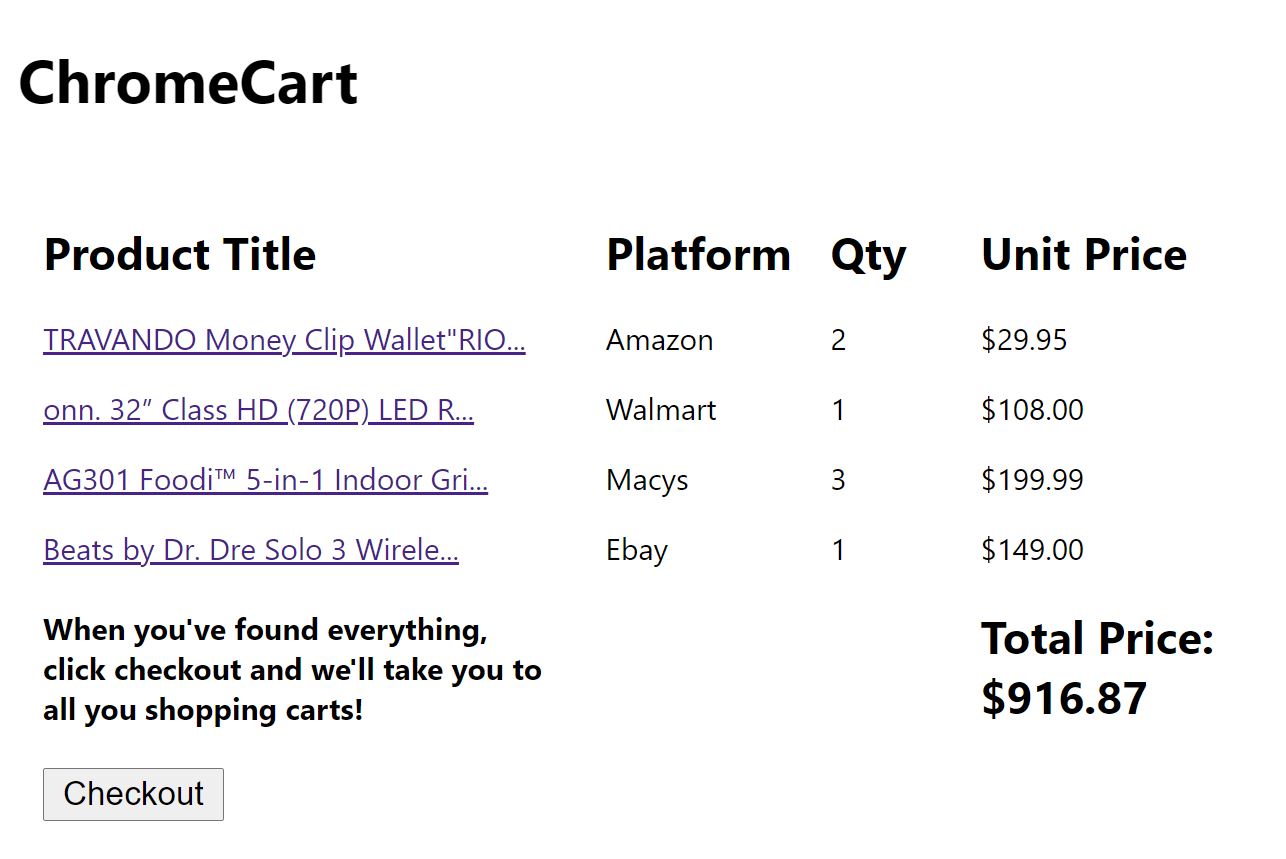 ChromeCart
Product Title Platform Qty Unit Price
TRAVANDO Money Clip Wallet"RIO... Amazon 2 $29.95
onn. 32” Class HD (720P) LED R... Walmart 1 $108.00
AG301 Foodi™ 5-in-1 Indoor Gri... Macys 3 $199.99
Beats by Dr. Dre Solo 3 Wirele... Ebay 1 $149.00
When you've found everything,
click checkout and we'll take you to
all you shopping carts!
Total Price:
$916.87
Checkout